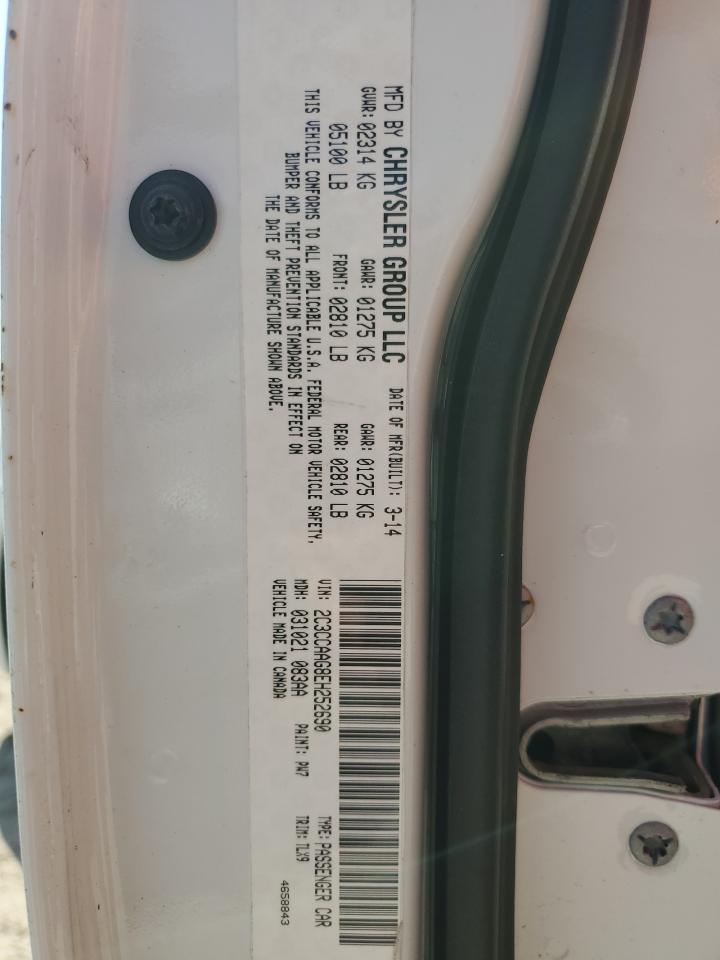 MFD BY CHRYSLER GROUP LLC DATE OF MFR(BUILT): 3-14
GVWR: 02314 KG GAWR: 01275 KG GAWR: 01275 KG
05100 LB FRONT: 02810 LB REAR: 02810 LB
THIS VEHICLE CONFORMS TO ALL APPLICABLE U.S.A. FEDERAL MOTOR VEHICLE SAFETY,
BUMPER AND THEFT PREVENTION STANDARDS IN EFFECT ON
THE DATE OF MANUFACTURE SHOWN ABOVE.
VIN: 2C3CCAAG8EH252690 TYPE: PASSENGER CAR
MDH: 031021 083AA PAINT: PW7 TRIM: TLX9
VEHICLE MADE IN CANADA 4658843